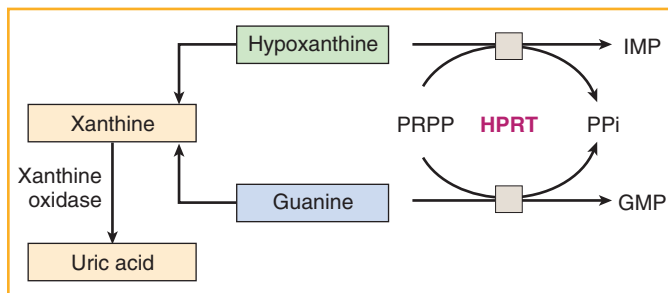 Hypoxanthine
IMP
Xanthine
PRPP
HPRT
PPi
Xanthine
oxidase
Guanine
GMP
Uric acid